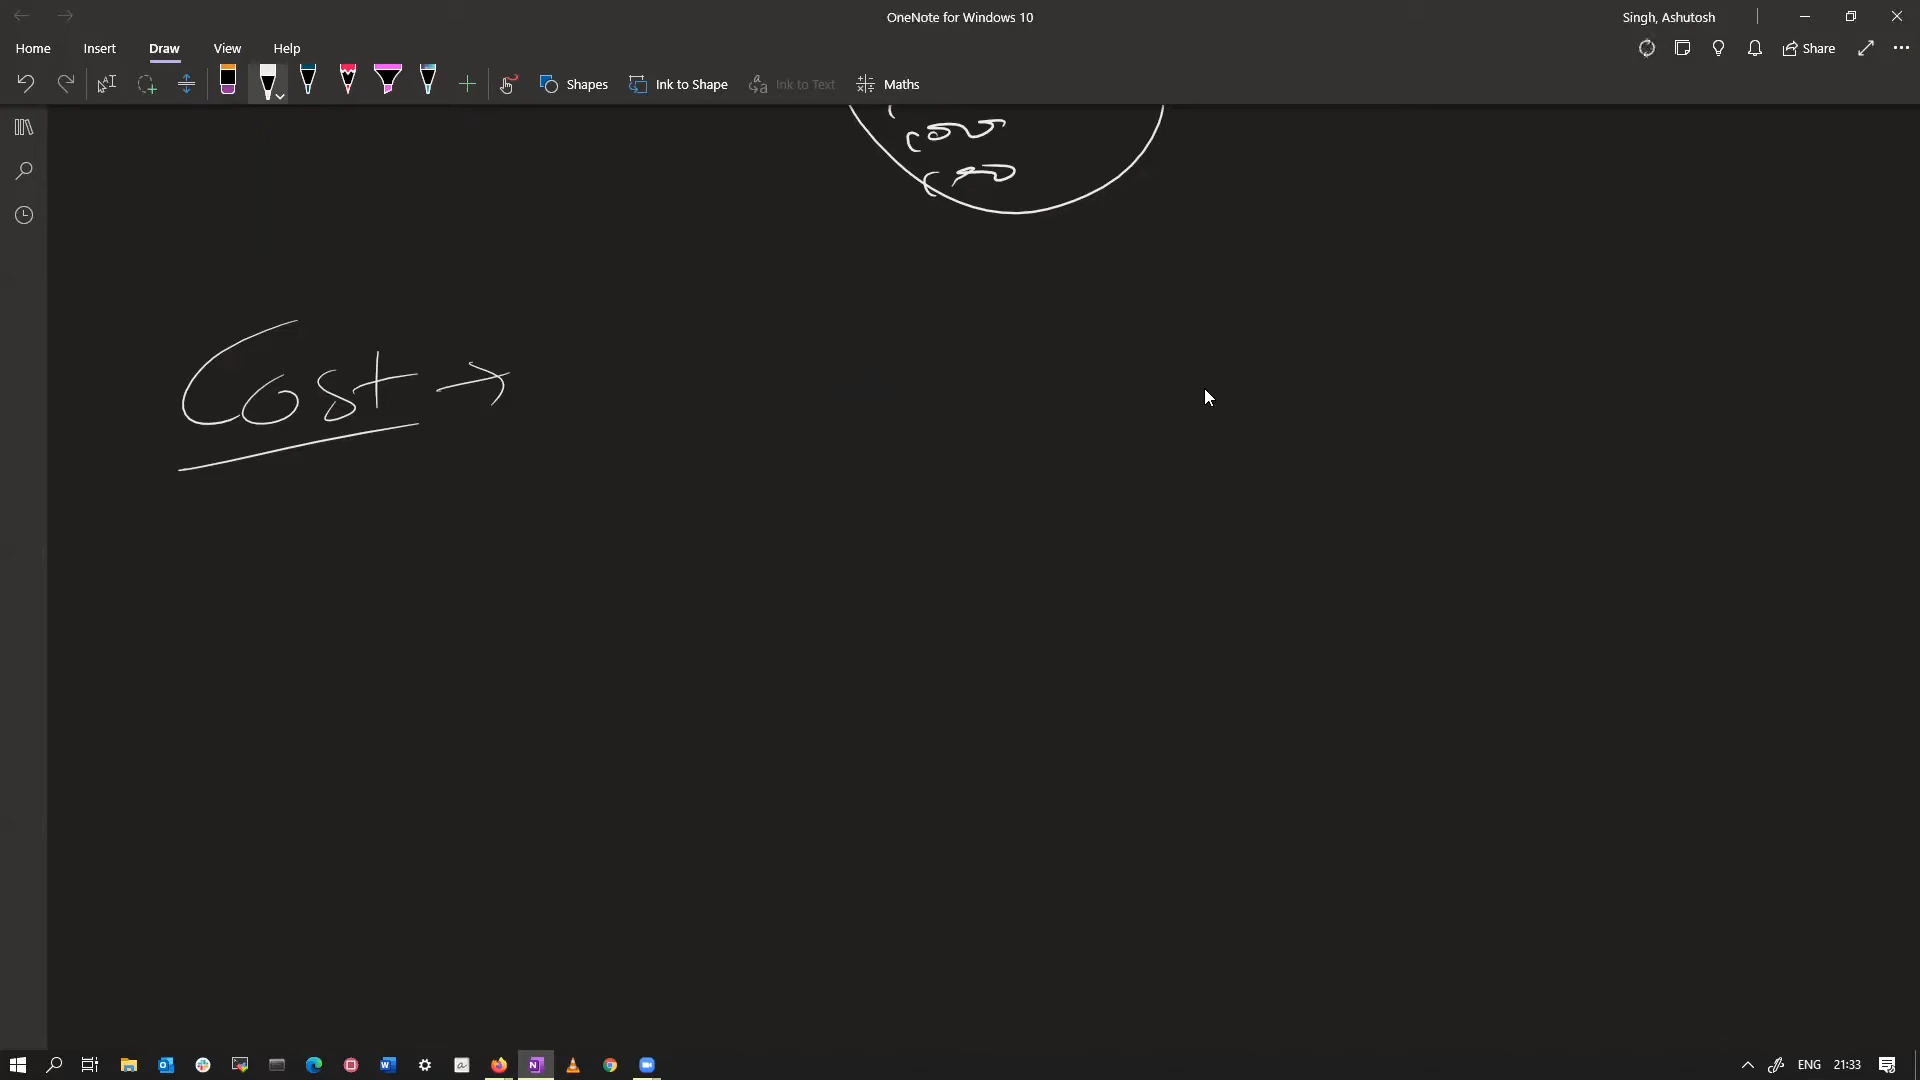 OneNote for Windows 10
Singh, Ashutosh
Home Insert Draw View Help
Share
Shapes Ink to Shape Ink to Text Maths
Cost →
ENG 21:33